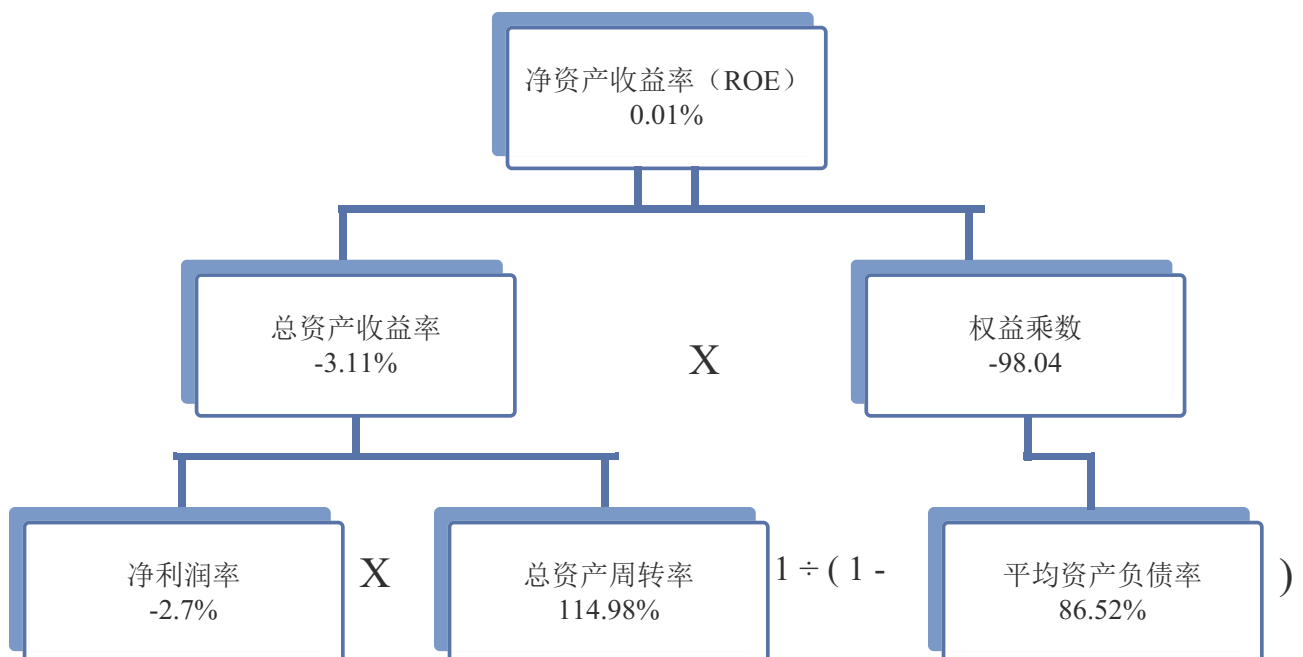 净资产收益率（ROE）
0.01%
总资产收益率
-3.11%
X
权益乘数
-98.04
净利润率
-2.7%
X
总资产周转率
114.98%
1 ÷ ( 1 -
平均资产负债率
86.52%
)